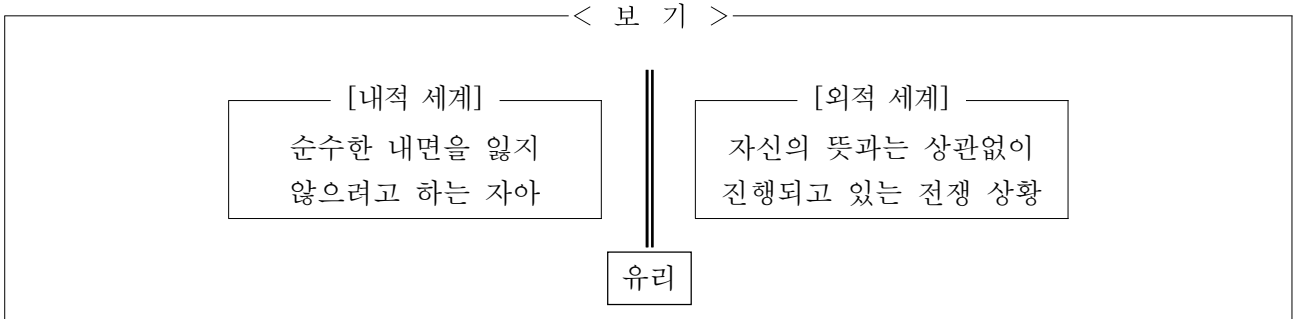 < 보 기 >
[내적 세계]
순수한 내면을 잃지
않으려고 하는 자아
[외적 세계]
자신의 뜻과는 상관없이
진행되고 있는 전쟁 상황
유리